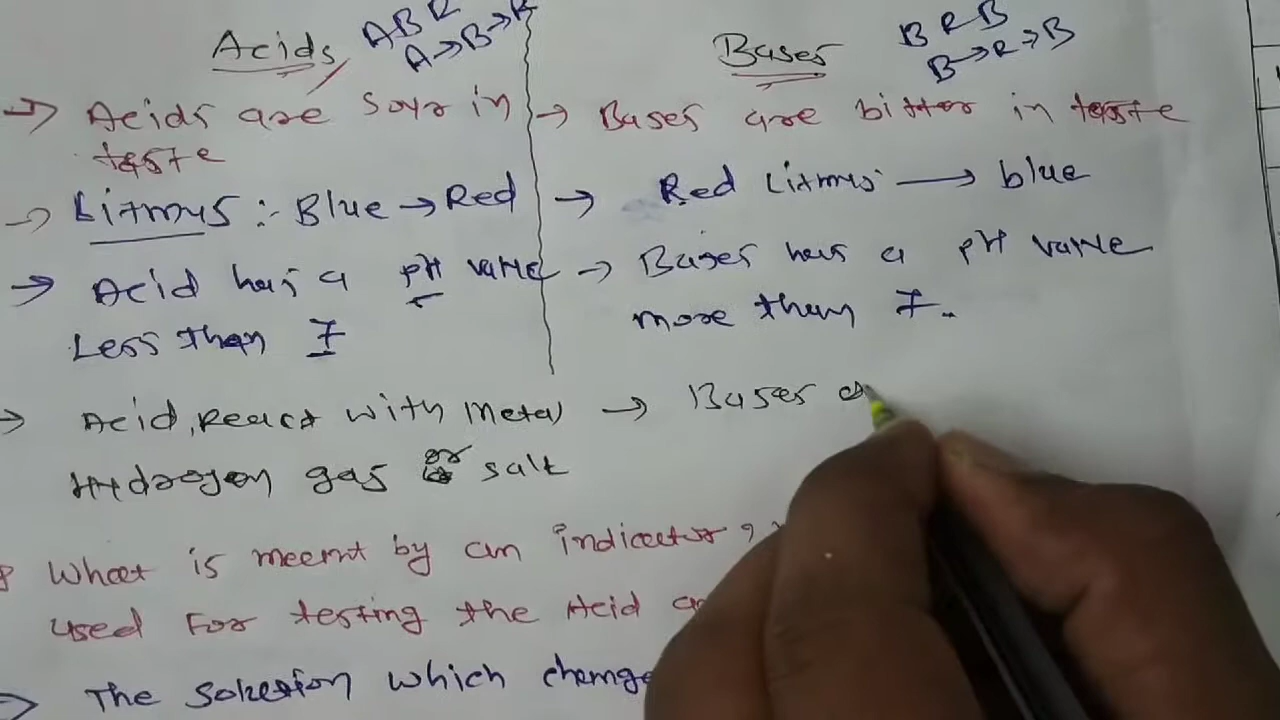 Acids ABR
A→B→R
→ Acids are sour in
taste
→ Litmus :- Blue → Red
→ Acid has a pH value
Less than 7
→ Acid React with metal
Hydrogen gas or salt
Bases BRB
B→R→B
→ Bases are bitter in taste
→ Red Litmus → blue
→ Bases has a pH value
more than 7.
→ Bases
What is meant by an indicator,
used For testing the Acid
→ The solution which